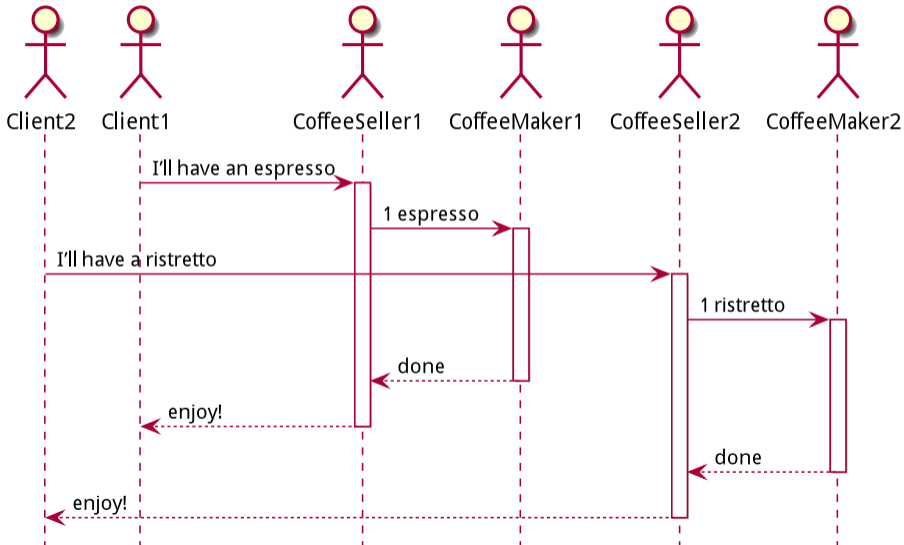 Client2
Client1
CoffeeSeller1
CoffeeMaker1
CoffeeSeller2
CoffeeMaker2
I’ll have an espresso
1 espresso
I’ll have a ristretto
1 ristretto
done
enjoy!
done
enjoy!